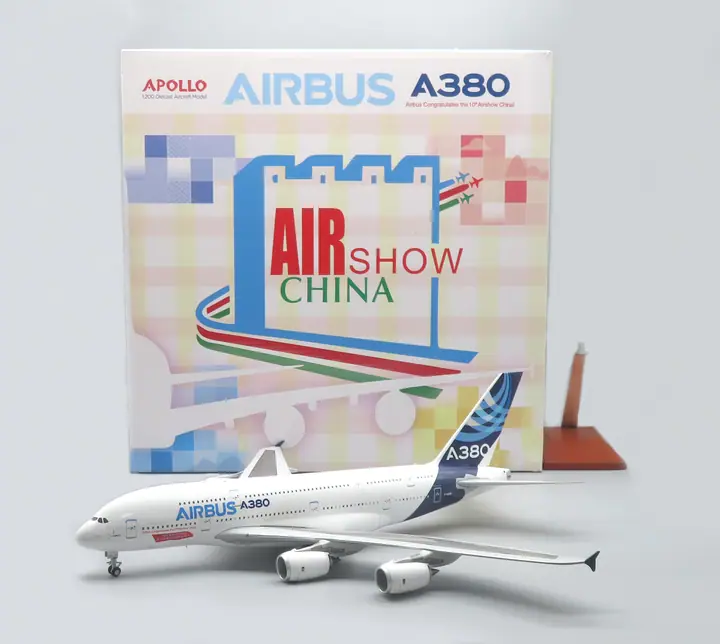 APOLLO
1:200 Diecast Aircraft Model
AIRBUS
A380
Airbus Congratulates the 10th Airshow China!
AIR
SHOW
CHINA
A380
AIRBUS A380